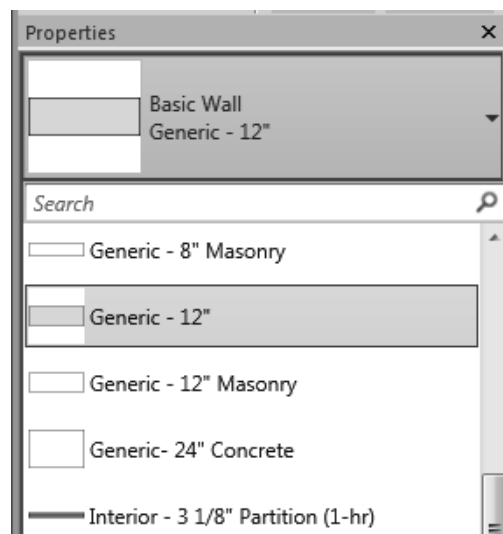 Properties
Basic Wall
Generic - 12"
Search
Generic - 8" Masonry
Generic - 12"
Generic - 12" Masonry
Generic- 24" Concrete
Interior - 3 1/8" Partition (1-hr)